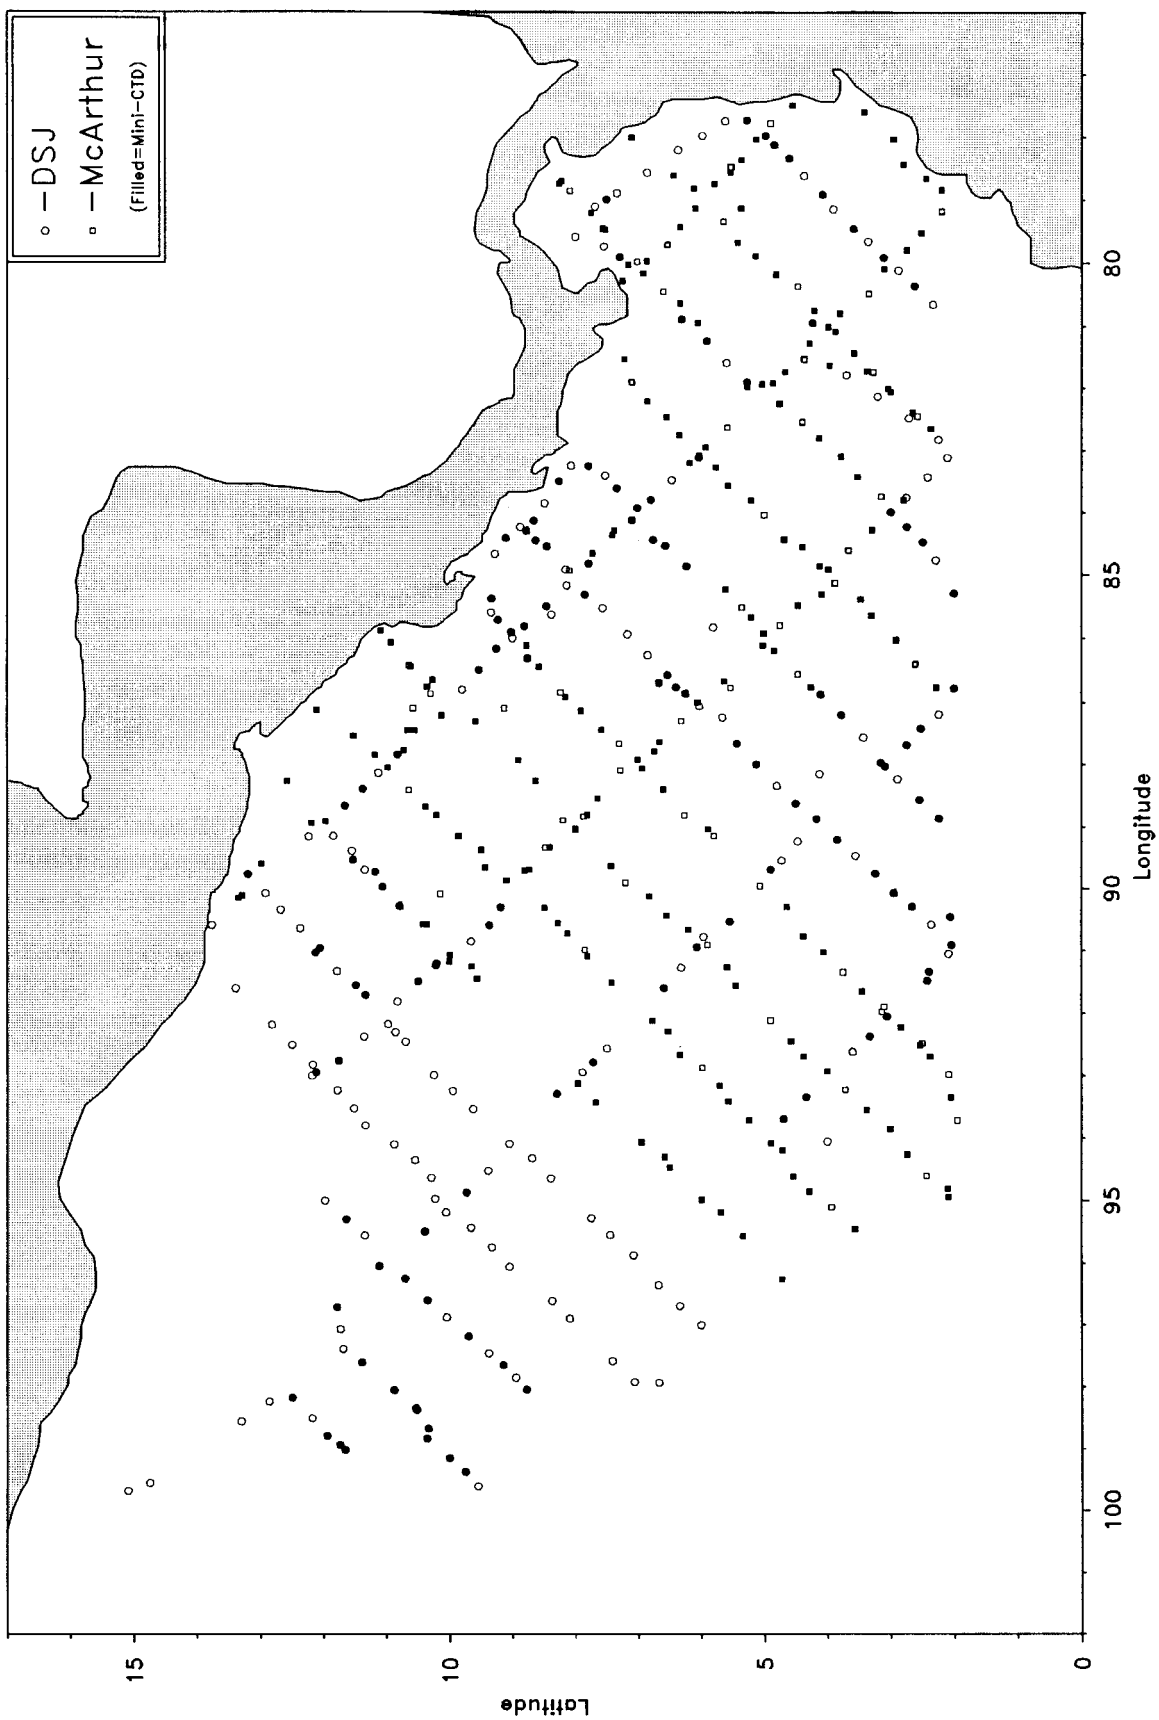 ○ – DSJ
□ – McArthur
(Filled=Mini-CTD)
Latitude
15
10
5
0
100
95
90
85
80
Longitude